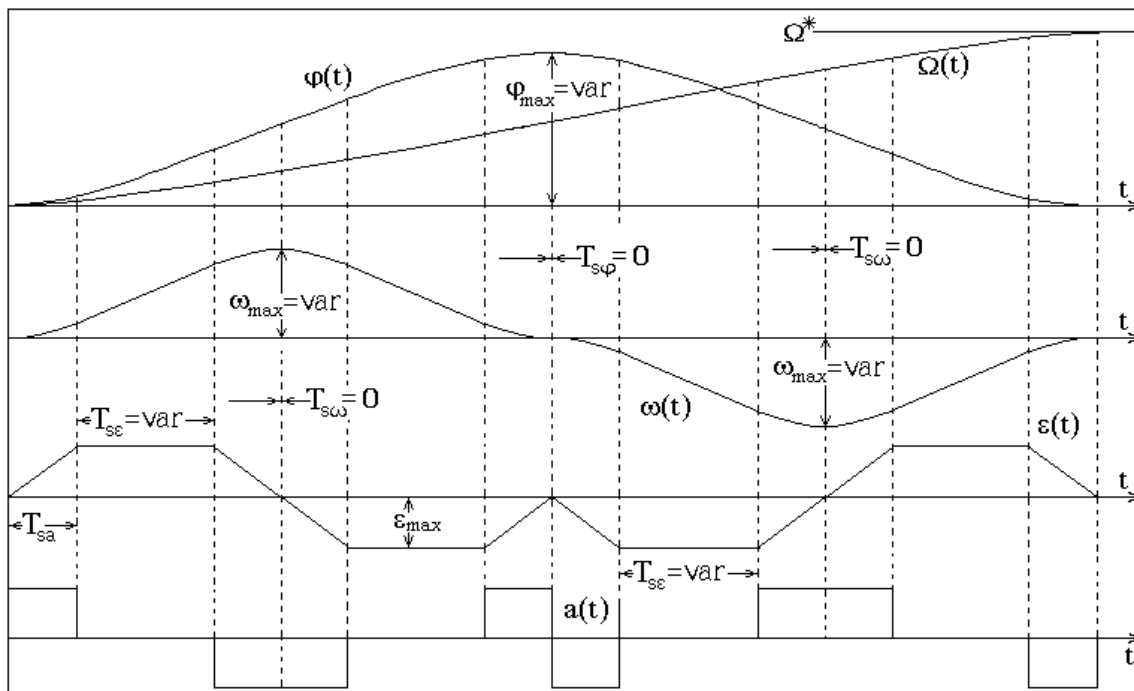 Ω*
Ω(t)
φ(t)
φmax=var
t
Tsφ=0
Tsω=0
ωmax=var
t
ωmax=var
Tsω=0
Tsε=var
ω(t)
ε(t)
t
Tsa
εmax
Tsε=var
a(t)
t